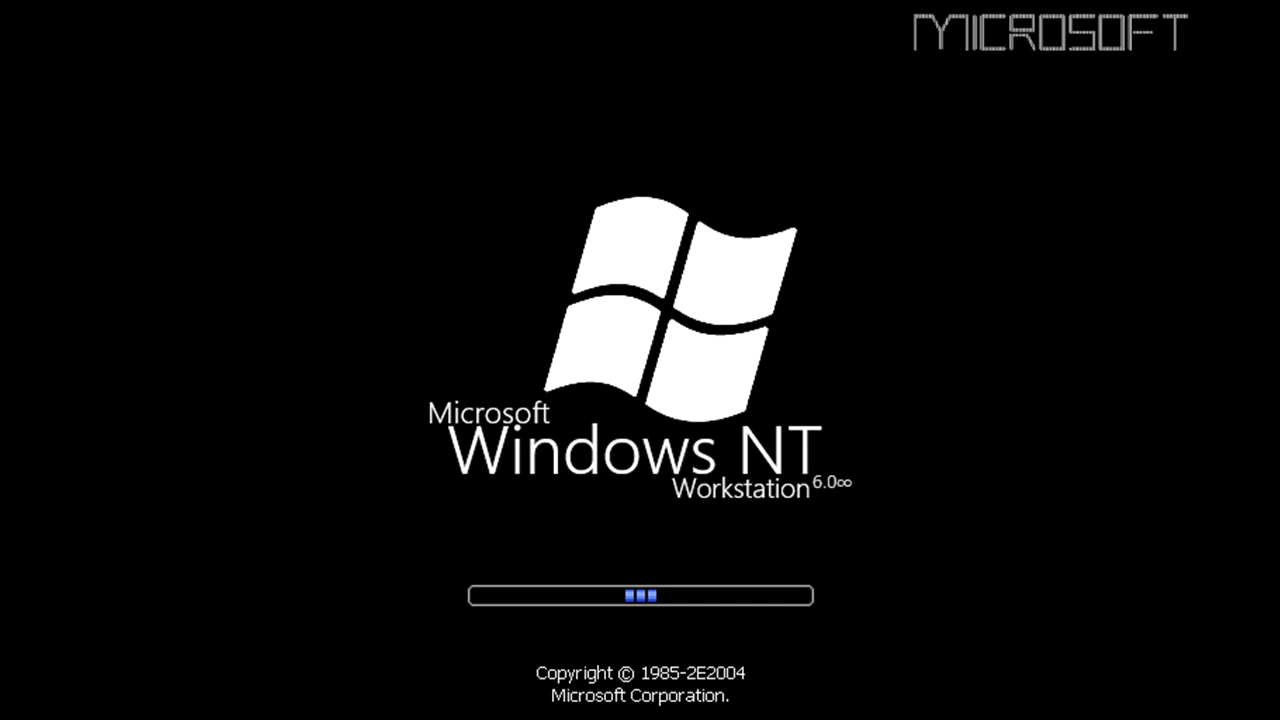 MICROSOFT
Microsoft
Windows NT
Workstation 6.0∞
Copyright © 1985-2E2004
Microsoft Corporation.